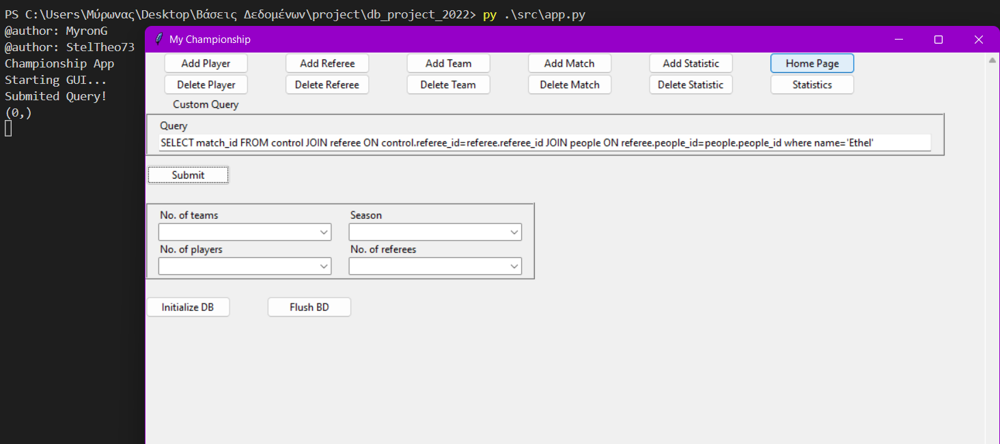 PS C:\Users\Μύρωνας\Desktop\Βάσεις Δεδομένων\project\db_project_2022> py .\src\app.py
@author: MyronG
@author: StelTheo73
Championship App
Starting GUI...
Submited Query!
(0,)
My Championship
Add Player Add Referee Add Team Add Match Add Statistic Home Page
Delete Player Delete Referee Delete Team Delete Match Delete Statistic Statistics
Custom Query
Query
SELECT match_id FROM control JOIN referee ON control.referee_id=referee.referee_id JOIN people ON referee.people_id=people.people_id where name='Ethel'
Submit
No. of teams Season
No. of players No. of referees
Initialize DB Flush BD